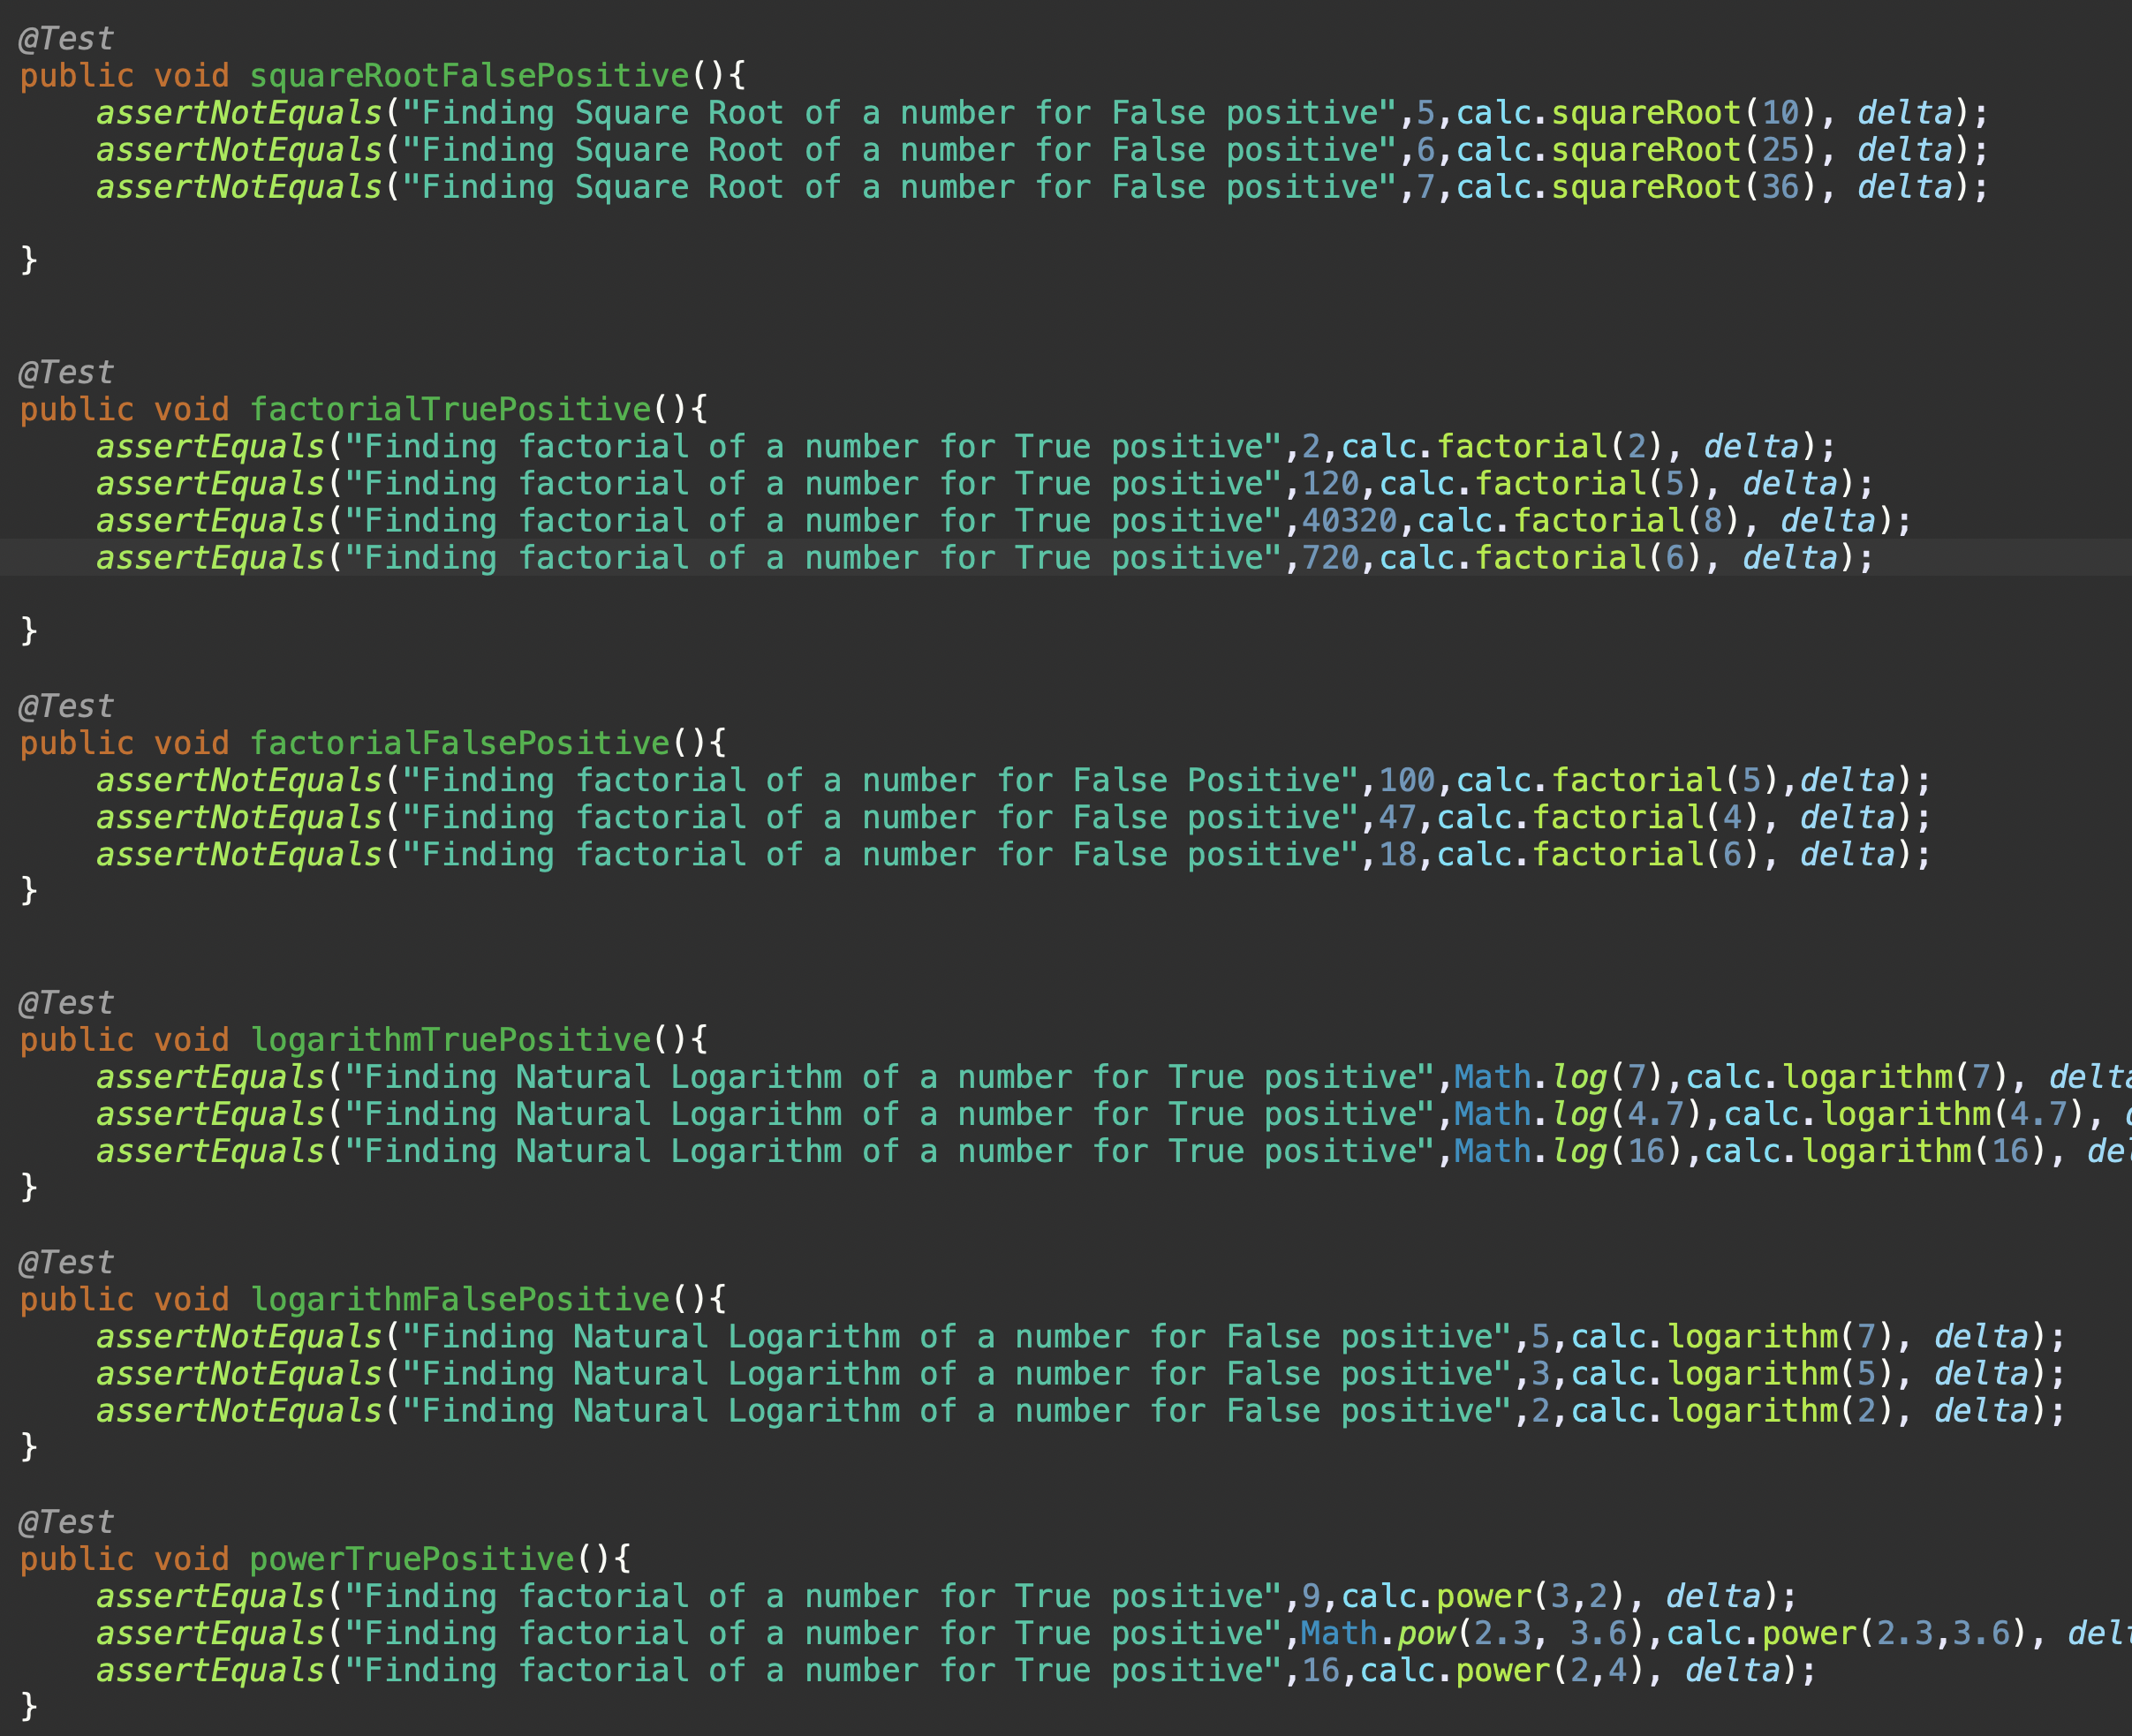 @Test
public void squareRootFalsePositive(){
    assertNotEquals("Finding Square Root of a number for False positive",5,calc.squareRoot(10), delta);
    assertNotEquals("Finding Square Root of a number for False positive",6,calc.squareRoot(25), delta);
    assertNotEquals("Finding Square Root of a number for False positive",7,calc.squareRoot(36), delta);
}
@Test
public void factorialTruePositive(){
    assertEquals("Finding factorial of a number for True positive",2,calc.factorial(2), delta);
    assertEquals("Finding factorial of a number for True positive",120,calc.factorial(5), delta);
    assertEquals("Finding factorial of a number for True positive",40320,calc.factorial(8), delta);
    assertEquals("Finding factorial of a number for True positive",720,calc.factorial(6), delta);
}
@Test
public void factorialFalsePositive(){
    assertNotEquals("Finding factorial of a number for False Positive",100,calc.factorial(5),delta);
    assertNotEquals("Finding factorial of a number for False positive",47,calc.factorial(4), delta);
    assertNotEquals("Finding factorial of a number for False positive",18,calc.factorial(6), delta);
}
@Test
public void logarithmTruePositive(){
    assertEquals("Finding Natural Logarithm of a number for True positive",Math.log(7),calc.logarithm(7), delta
    assertEquals("Finding Natural Logarithm of a number for True positive",Math.log(4.7),calc.logarithm(4.7),
    assertEquals("Finding Natural Logarithm of a number for True positive",Math.log(16),calc.logarithm(16), del
}
@Test
public void logarithmFalsePositive(){
    assertNotEquals("Finding Natural Logarithm of a number for False positive",5,calc.logarithm(7), delta);
    assertNotEquals("Finding Natural Logarithm of a number for False positive",3,calc.logarithm(5), delta);
    assertNotEquals("Finding Natural Logarithm of a number for False positive",2,calc.logarithm(2), delta);
}
@Test
public void powerTruePositive(){
    assertEquals("Finding factorial of a number for True positive",9,calc.power(3,2), delta);
    assertEquals("Finding factorial of a number for True positive",Math.pow(2.3, 3.6),calc.power(2.3,3.6), delt
    assertEquals("Finding factorial of a number for True positive",16,calc.power(2,4), delta);
}